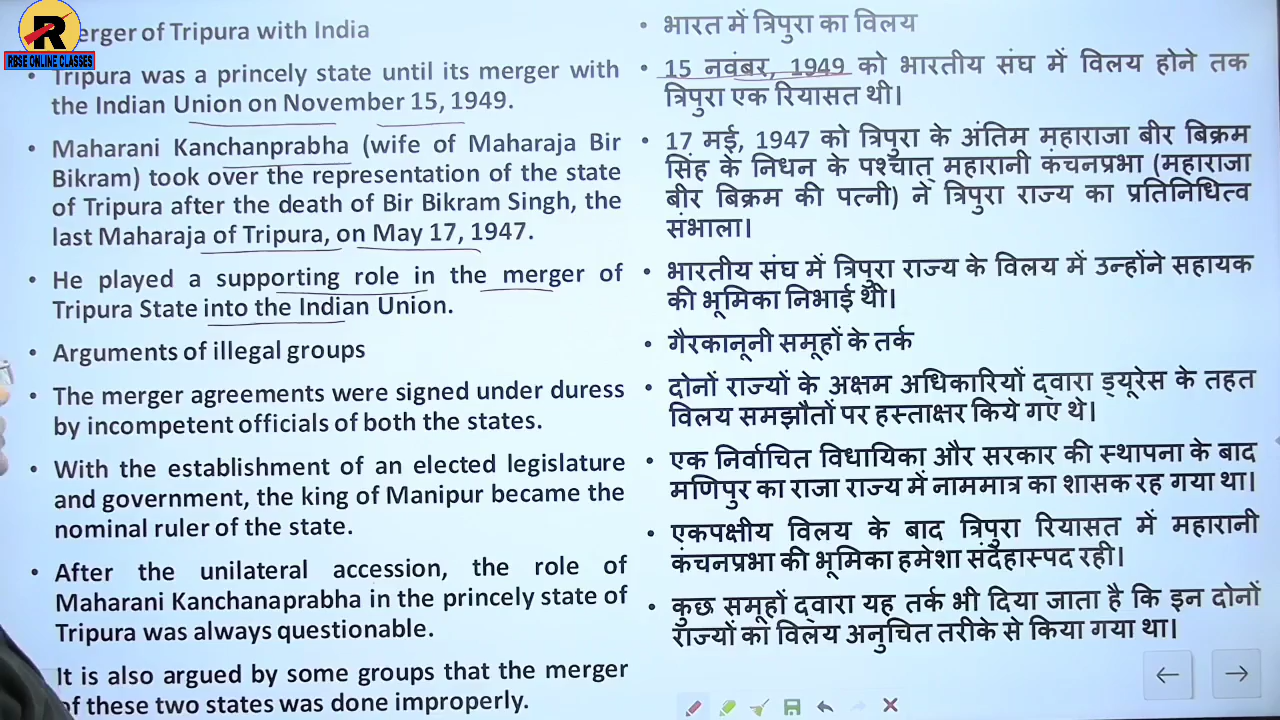 R
RBSE ONLINE CLASSES
erger of Tripura with India
Tripura was a princely state until its merger with
the Indian Union on November 15, 1949.
Maharani Kanchanprabha (wife of Maharaja Bir
Bikram) took over the representation of the state
of Tripura after the death of Bir Bikram Singh, the
last Maharaja of Tripura, on May 17, 1947.
He played a supporting role in the merger of
Tripura State into the Indian Union.
Arguments of illegal groups
The merger agreements were signed under duress
by incompetent officials of both the states.
With the establishment of an elected legislature
and government, the king of Manipur became the
nominal ruler of the state.
After the unilateral accession, the role of
Maharani Kanchanaprabha in the princely state of
Tripura was always questionable.
It is also argued by some groups that the merger
of these two states was done improperly.
भारत में त्रिपुरा का विलय
15 नवंबर, 1949 को भारतीय संघ में विलय होने तक
त्रिपुरा एक रियासत थी।
17 मई, 1947 को त्रिपुरा के अंतिम महाराजा बीर बिक्रम
सिंह के निधन के पश्चात् महारानी कंचनप्रभा (महाराजा
बीर बिक्रम की पत्नी) ने त्रिपुरा राज्य का प्रतिनिधित्व
संभाला।
भारतीय संघ में त्रिपुरा राज्य के विलय में उन्होंने सहायक
की भूमिका निभाई थी।
गैरकानूनी समूहों के तर्क
दोनों राज्यों के अक्षम अधिकारियों द्वारा ड्यूरेस के तहत
विलय समझौतों पर हस्ताक्षर किये गए थे।
एक निर्वाचित विधायिका और सरकार की स्थापना के बाद
मणिपुर का राजा राज्य में नाममात्र का शासक रह गया था।
एकपक्षीय विलय के बाद त्रिपुरा रियासत में महारानी
कंचनप्रभा की भूमिका हमेशा संदेहास्पद रही।
कुछ समूहों द्वारा यह तर्क भी दिया जाता है कि इन दोनों
राज्यों का विलय अनुचित तरीके से किया गया था।